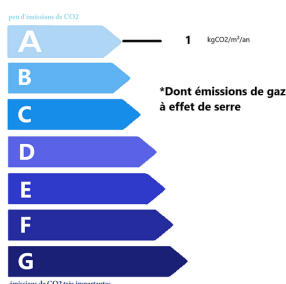 peu d'émissions de CO2
A
1 kgCO2/m²/an
B
*Dont émissions de gaz
à effet de serre
C
D
E
F
G
émissions de CO2 très importantes